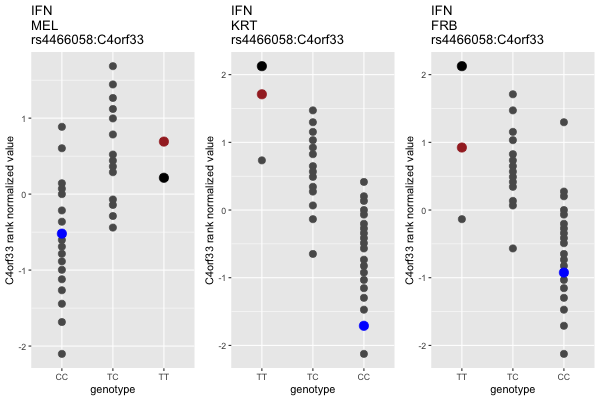 IFN
MEL
rs4466058:C4orf33
C4orf33 rank normalized value
1
0
-1
-2
CC TC TT
genotype
IFN
KRT
rs4466058:C4orf33
C4orf33 rank normalized value
2
1
0
-1
-2
TT TC CC
genotype
IFN
FRB
rs4466058:C4orf33
C4orf33 rank normalized value
2
1
0
-1
-2
TT TC CC
genotype